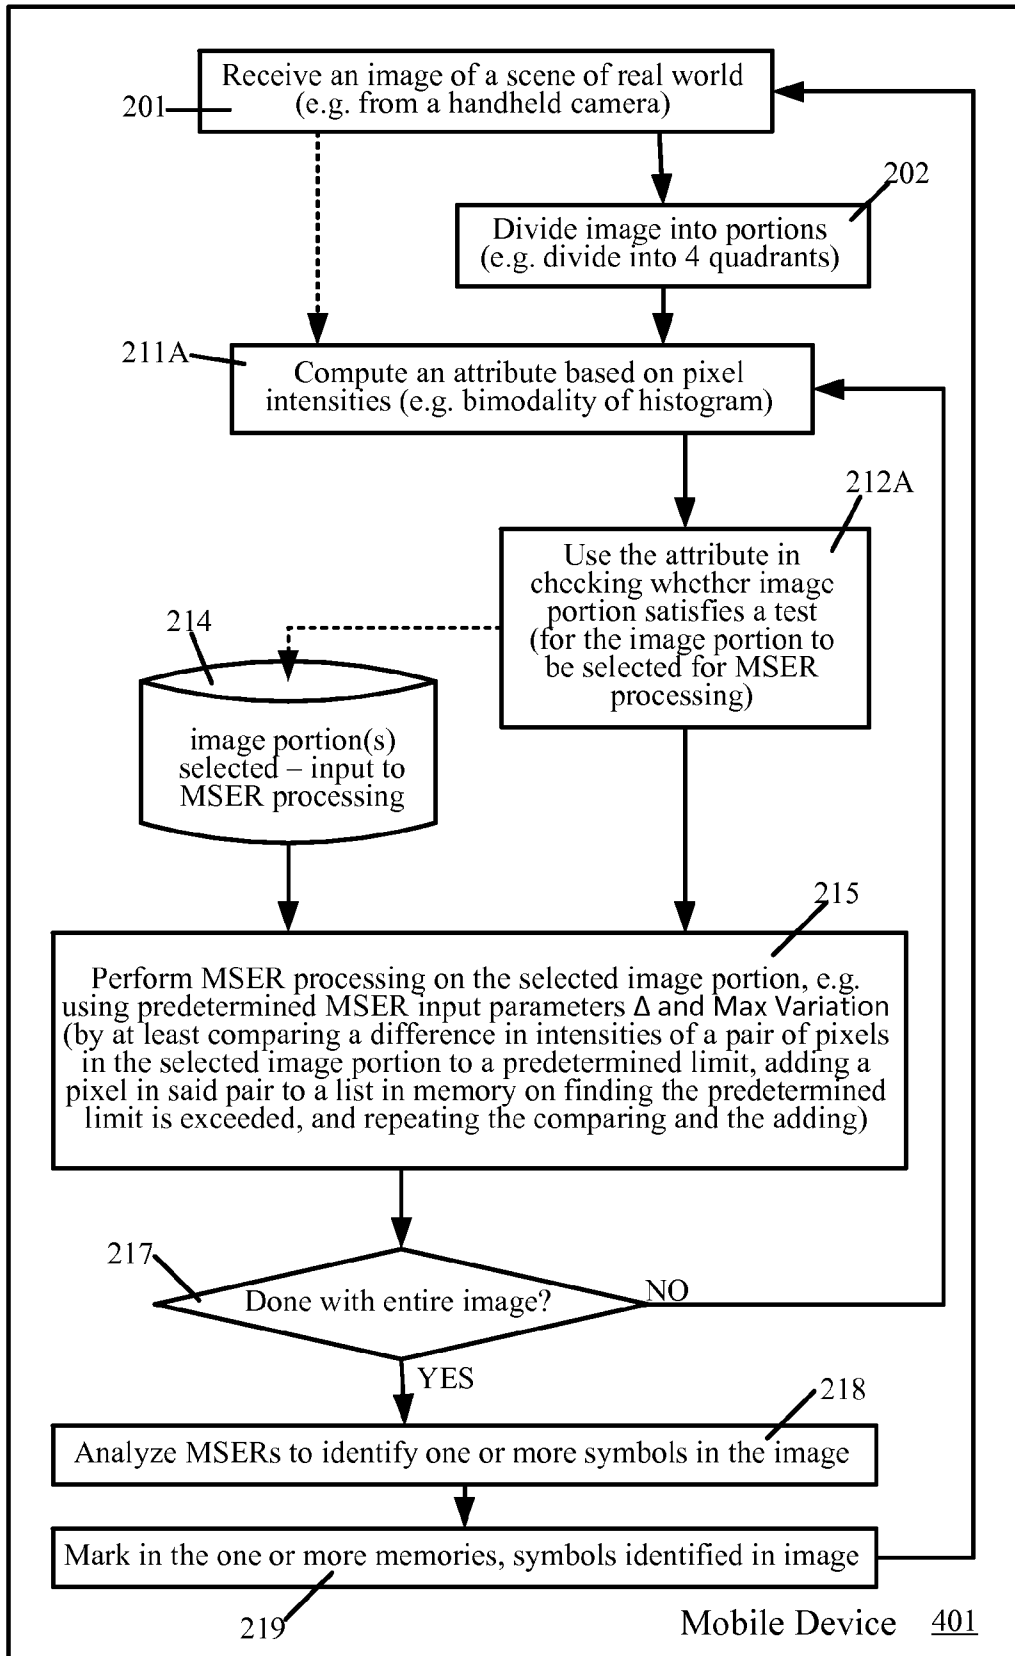 Receive an image of a scene of real world
(e.g. from a handheld camera)
201
202
Divide image into portions
(e.g. divide into 4 quadrants)
211A
Compute an attribute based on pixel
intensities (e.g. bimodality of histogram)
212A
Use the attribute in
checking whether image
portion satisfies a test
(for the image portion to
be selected for MSER
processing)
214
image portion(s)
selected – input to
MSER processing
215
Perform MSER processing on the selected image portion, e.g.
using predetermined MSER input parameters Δ and Max Variation
(by at least comparing a difference in intensities of a pair of pixels
in the selected image portion to a predetermined limit, adding a
pixel in said pair to a list in memory on finding the predetermined
limit is exceeded, and repeating the comparing and the adding)
217
Done with entire image?
NO
YES
218
Analyze MSERs to identify one or more symbols in the image
Mark in the one or more memories, symbols identified in image
219
Mobile Device 401